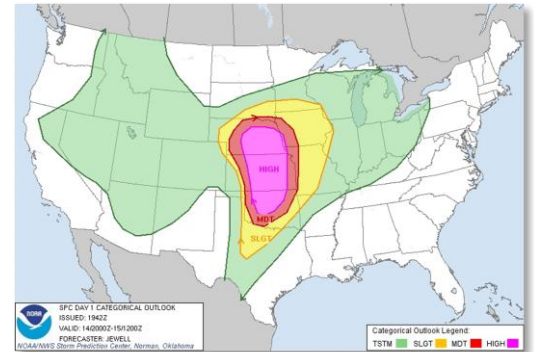 HIGH
MDT
SLGT
NOAA
SPC DAY 1 CATEGORICAL OUTLOOK
ISSUED: 1942Z
VALID: 14/2000Z-15/1200Z
FORECASTER: JEWELL
NOAA/NWS Storm Prediction Center, Norman, Oklahoma
Categorical Outlook Legend:
TSTM SLGT MDT HIGH